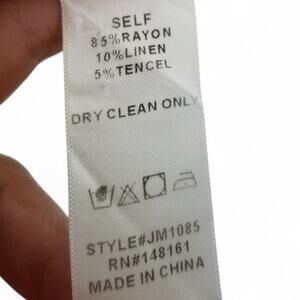 SELF
85%RAYON
10%LINEN
5%TENCEL
DRY CLEAN ONLY
STYLE#JM1085
RN#148161
MADE IN CHINA